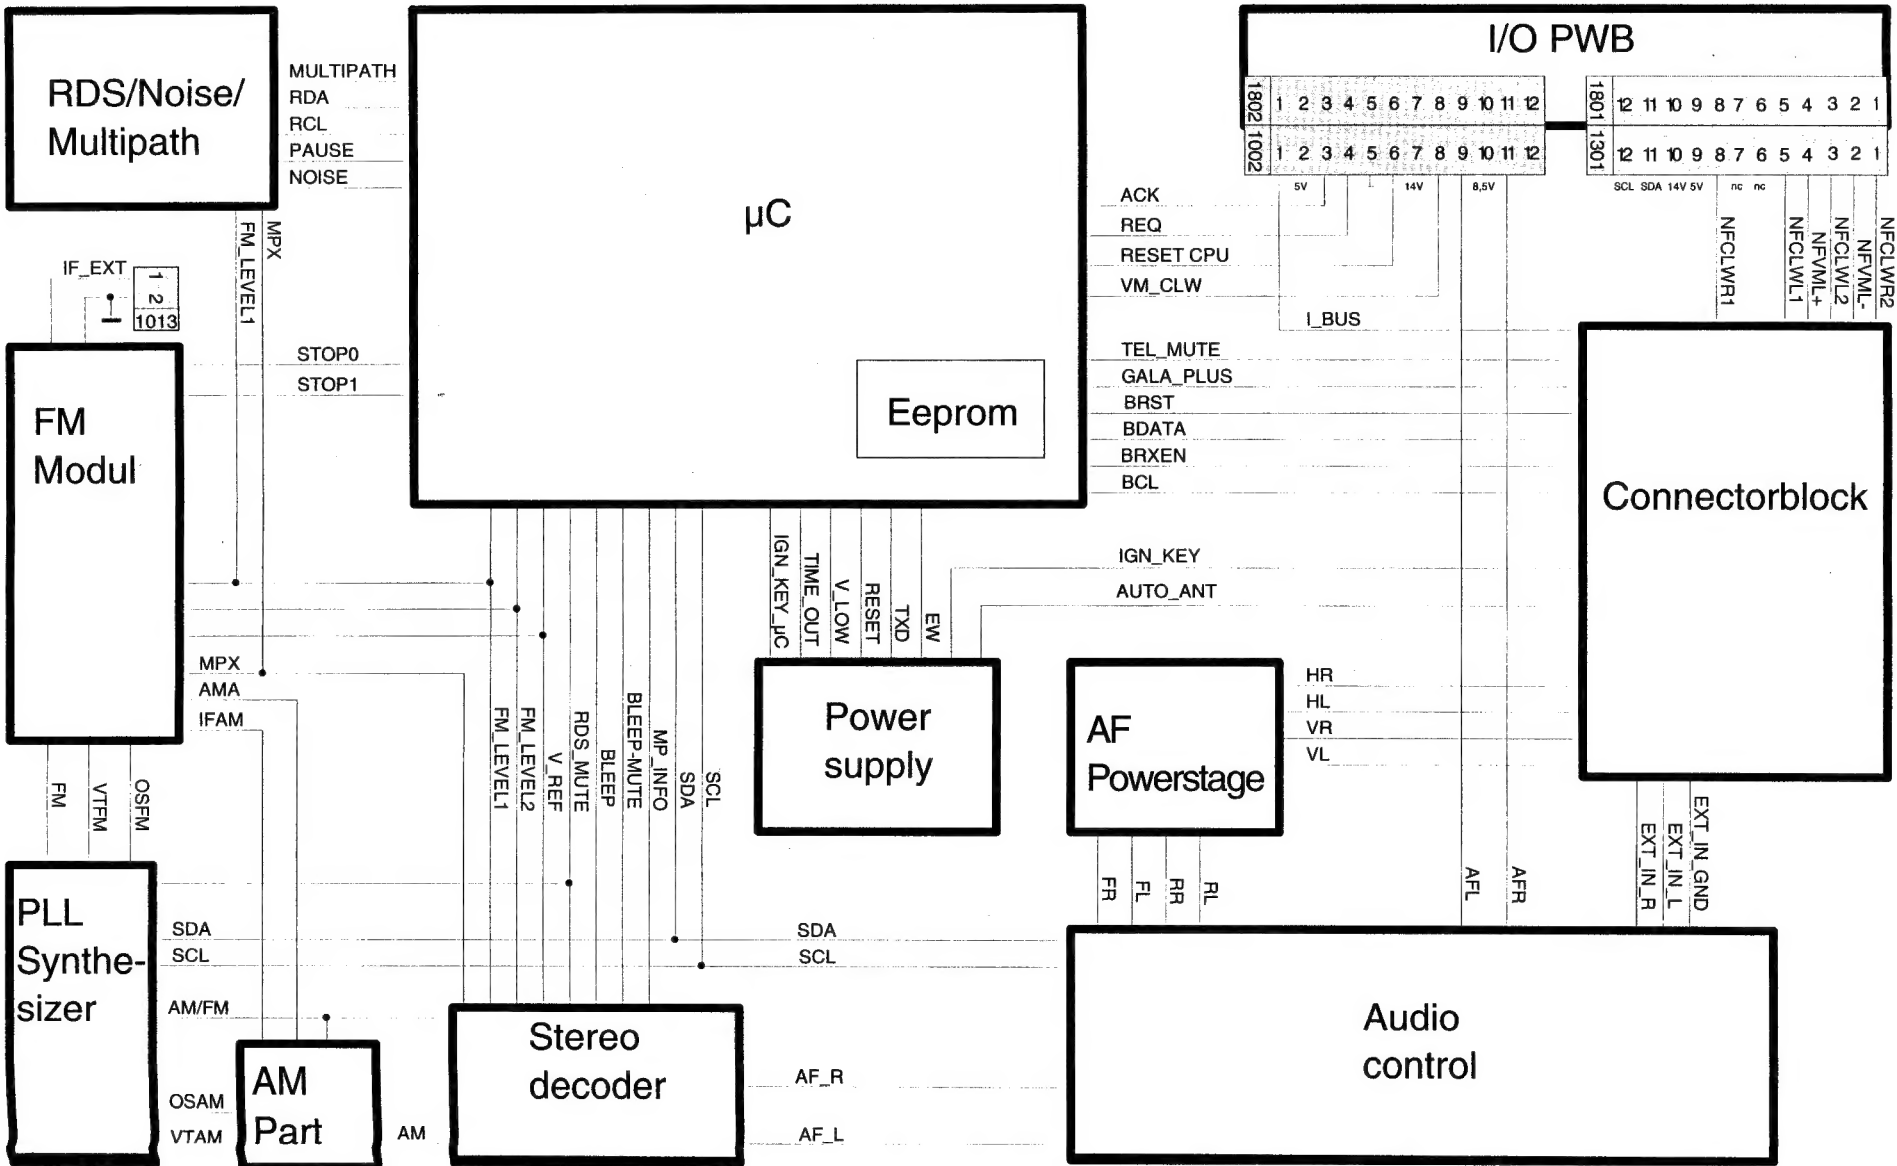 RDS/Noise/
Multipath
MULTIPATH
RDA
RCL
PAUSE
NOISE
µC
Eeprom
I/O PWB
1802 1 2 3 4 5 6 7 8 9 10 11 12
1002 1 2 3 4 5 6 7 8 9 10 11 12
5V 14V 8,5V
1801 12 11 10 9 8 7 6 5 4 3 2 1
1301 12 11 10 9 8 7 6 5 4 3 2 1
SCL SDA 14V 5V nc nc
ACK
REQ
RESET CPU
VM_CLW
I_BUS
NFCLWR1
NFCLWL1
NFVML+
NFCLWL2
NFVML-
NFCLWR2
FM_LEVEL1
MPX
IF_EXT
1
2
1013
STOP0
STOP1
FM
Modul
TEL_MUTE
GALA_PLUS
BRST
BDATA
BRXEN
BCL
Connectorblock
IGN_KEY
AUTO_ANT
IGN_KEY_µC
TIME_OUT
V_LOW
RESET
TXD
EW
MPX
AMA
IFAM
FM_LEVEL1
FM_LEVEL2
V_REF
RDS_MUTE
BLEEP
BLEEP-MUTE
MP_INFO
SDA
SCL
Power
supply
AF
Powerstage
HR
HL
VR
VL
FM
VTFM
OSFM
FR
FL
RR
RL
AFL
AFR
EXT_IN_R
EXT_IN_L
EXT_IN_GND
PLL
Synthe-
sizer
SDA
SCL
AM/FM
SDA
SCL
OSAM
VTAM
AM
Part
AM
Stereo
decoder
AF_R
AF_L
Audio
control